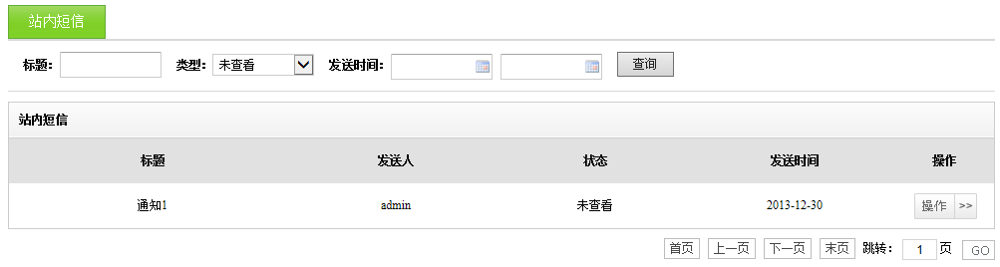 站内短信
标题： 类型： 未查看 发送时间： 查询
站内短信
标题 发送人 状态 发送时间 操作
通知1 admin 未查看 2013-12-30 操作 >>
首页 上一页 下一页 末页 跳转： 1 页 GO